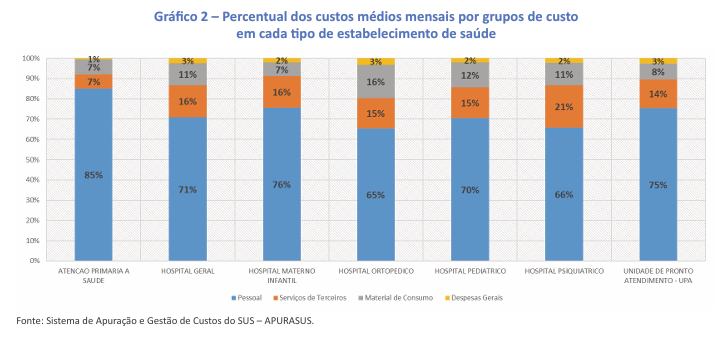 Gráfico 2 – Percentual dos custos médios mensais por grupos de custo
em cada tipo de estabelecimento de saúde
100%
90%
80%
70%
60%
50%
40%
30%
20%
10%
0%
1%
7%
7%
85%
3%
11%
16%
71%
2%
7%
16%
76%
3%
16%
15%
65%
2%
12%
15%
70%
2%
11%
21%
66%
3%
8%
14%
75%
ATENCAO PRIMARIA A
SAUDE
HOSPITAL GERAL
HOSPITAL MATERNO
INFANTIL
HOSPITAL ORTOPEDICO
HOSPITAL PEDIATRICO
HOSPITAL PSIQUIATRICO
UNIDADE DE PRONTO
ATENDIMENTO - UPA
Pessoal
Serviços de Terceiros
Material de Consumo
Despesas Gerais
Fonte: Sistema de Apuração e Gestão de Custos do SUS – APURASUS.